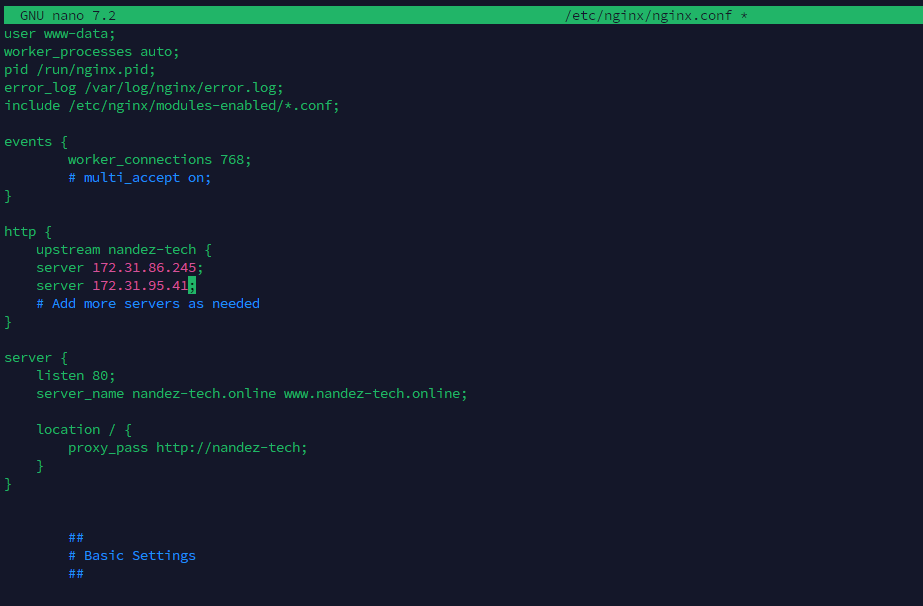 GNU nano 7.2 /etc/nginx/nginx.conf *
user www-data;
worker_processes auto;
pid /run/nginx.pid;
error_log /var/log/nginx/error.log;
include /etc/nginx/modules-enabled/*.conf;

events {
        worker_connections 768;
        # multi_accept on;
}

http {
    upstream nandez-tech {
    server 172.31.86.245;
    server 172.31.95.41;
    # Add more servers as needed
}

server {
    listen 80;
    server_name nandez-tech.online www.nandez-tech.online;

    location / {
        proxy_pass http://nandez-tech;
    }
}

        ##
        # Basic Settings
        ##